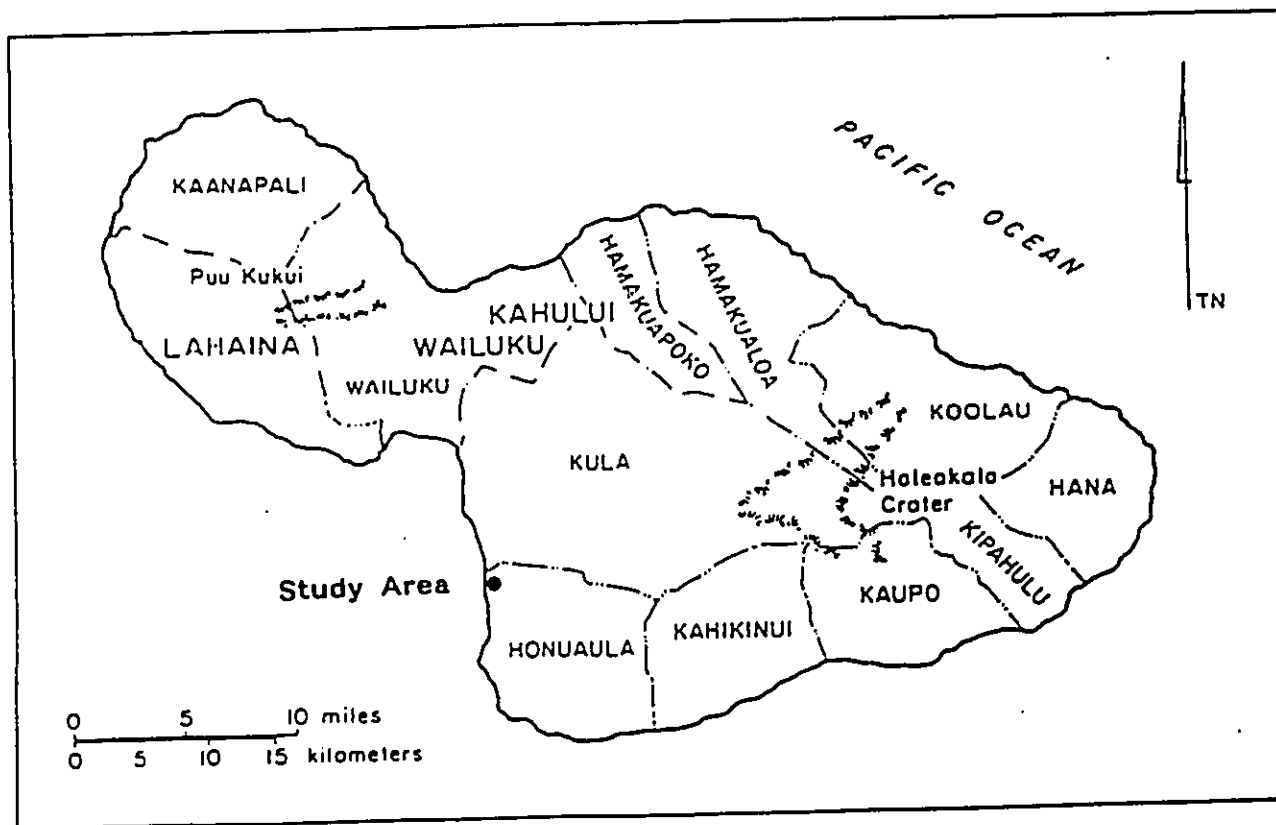 PACIFIC OCEAN
TN
KAANAPALI
Puu Kukui
LAHAINA
WAILUKU
KAHULUI
WAILUKU
HAMAKUAPOKO
HAMAKUALOA
KOOLAU
HANA
Haleakala
Crater
KIPAHULU
KULA
KAUPO
Study Area
HONUAULA
KAHIKINUI
0 5 10 miles
0 5 10 15 kilometers